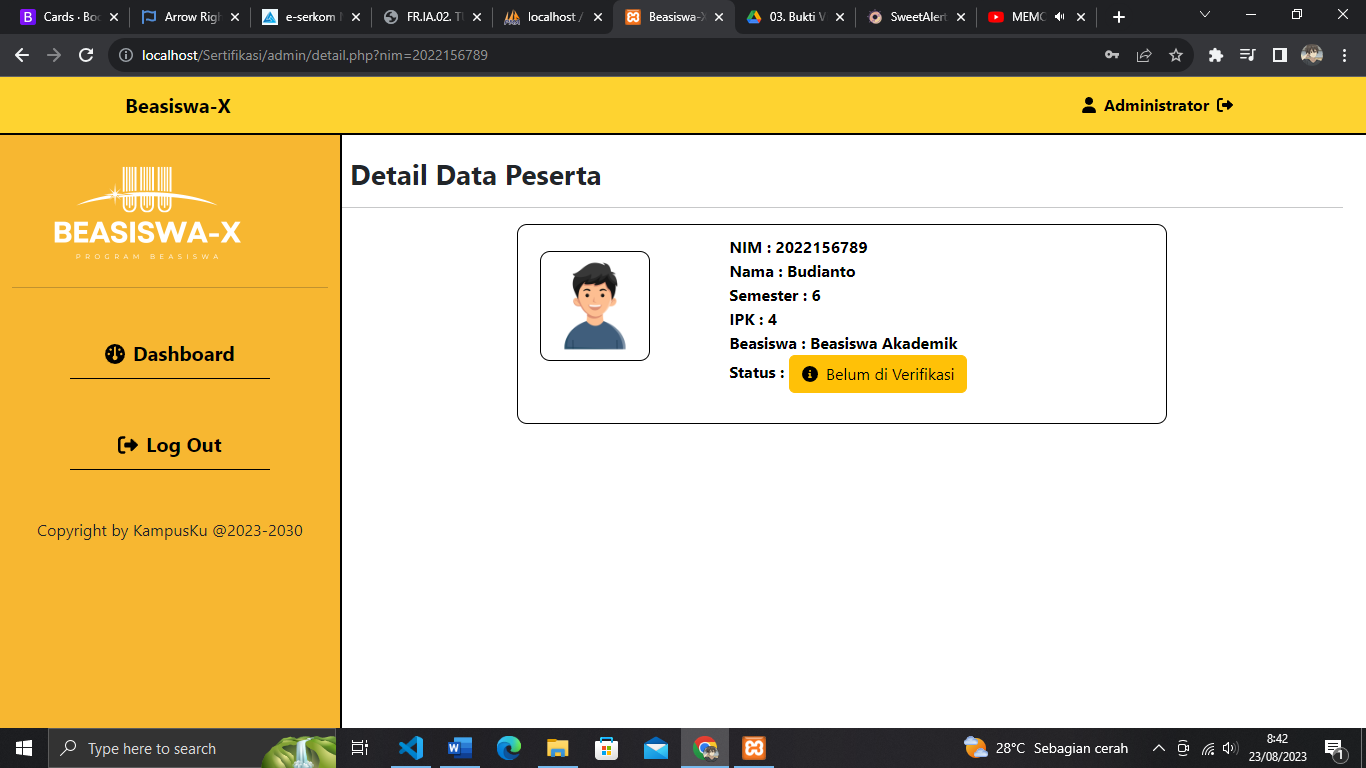 Cards · Bo
Arrow Righ
e-serkom
FR.IA.02. T
localhost /
Beasiswa-X
03. Bukti V
SweetAlert
MEMO
localhost/Sertifikasi/admin/detail.php?nim=2022156789
Beasiswa-X
Administrator
BEASISWA-X
PROGRAM BEASISWA
Dashboard
Log Out
Copyright by KampusKu @2023-2030
Detail Data Peserta
NIM : 2022156789
Nama : Budianto
Semester : 6
IPK : 4
Beasiswa : Beasiswa Akademik
Status : Belum di Verifikasi
Type here to search
28°C Sebagian cerah
8:42
23/08/2023
1